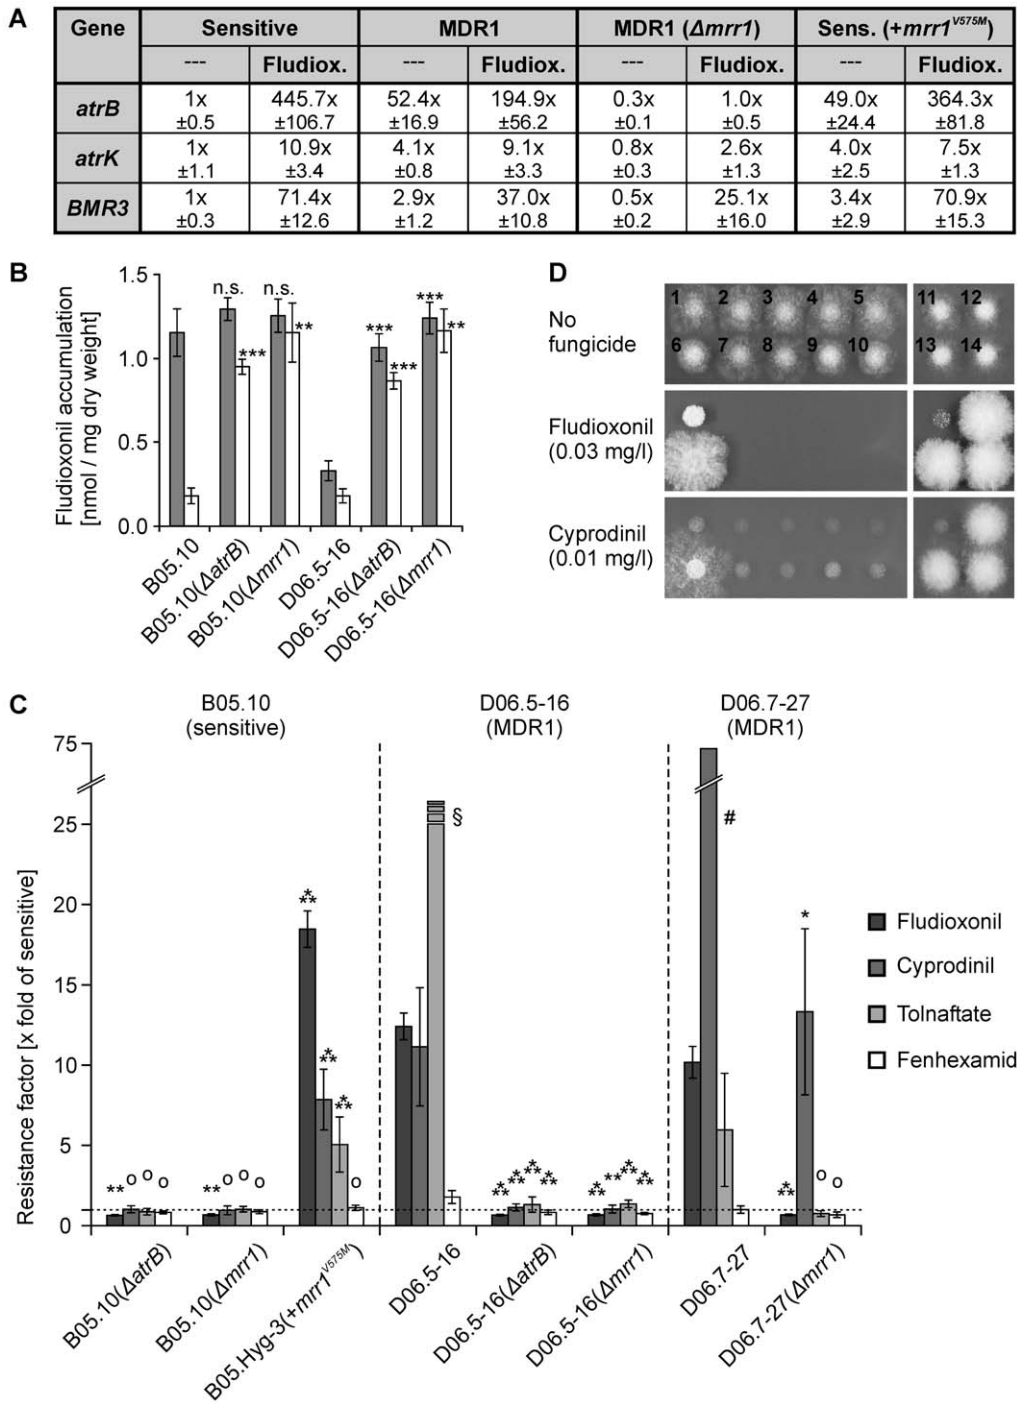 A
Gene Sensitive MDR1 MDR1 (Δmrr1) Sens. (+mrr1^V575M)
--- Fludiox. --- Fludiox. --- Fludiox. --- Fludiox.
atrB 1x 445.7x 52.4x 194.9x 0.3x 1.0x 49.0x 364.3x
±0.5 ±106.7 ±16.9 ±56.2 ±0.1 ±0.5 ±24.4 ±81.8
atrK 1x 10.9x 4.1x 9.1x 0.8x 2.6x 4.0x 7.5x
±1.1 ±3.4 ±0.8 ±3.3 ±0.3 ±1.3 ±2.5 ±1.3
BMR3 1x 71.4x 2.9x 37.0x 0.5x 25.1x 3.4x 70.9x
±0.3 ±12.6 ±1.2 ±10.8 ±0.2 ±16.0 ±2.9 ±15.3
B
Fludioxonil accumulation
[nmol / mg dry weight]
1.5
1.0
0.5
0.0
n.s. n.s. ***
*** ** *** *** **
B05.10
B05.10(ΔatrB)
B05.10(Δmrr1)
D06.5-16
D06.5-16(ΔatrB)
D06.5-16(Δmrr1)
D
No
fungicide
1 2 3 4 5 11 12
6 7 8 9 10 13 14
Fludioxonil
(0.03 mg/l)
Cyprodinil
(0.01 mg/l)
C
B05.10
(sensitive)
D06.5-16
(MDR1)
D06.7-27
(MDR1)
Resistance factor [x fold of sensitive]
75
25
20
15
10
5
0
** o o o
** o o o
*** *** *** o
§
*** ** *** ***
*** ** *** ***
#
*** * o o
Fludioxonil
Cyprodinil
Tolnaftate
Fenhexamid
B05.10(ΔatrB)
B05.10(Δmrr1)
B05.Hyg-3(+mrr1^V575M)
D06.5-16
D06.5-16(ΔatrB)
D06.5-16(Δmrr1)
D06.7-27
D06.7-27(Δmrr1)